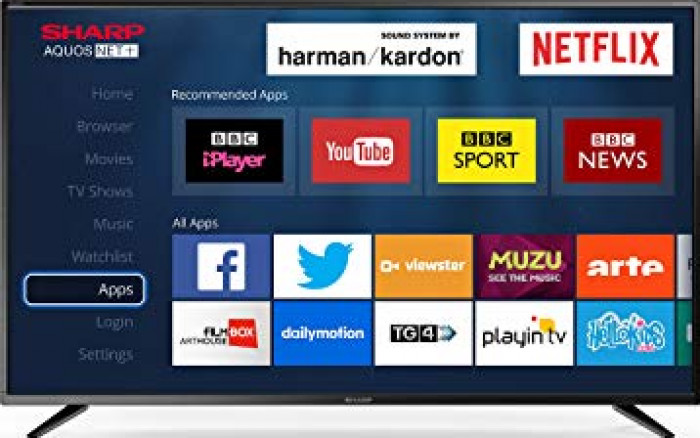 SHARP
AQUOS NET+
SOUND SYSTEM BY
harman/kardon
NETFLIX
Home
Browser
Movies
TV Shows
Music
Watchlist
Apps
Login
Settings
Recommended Apps
BBC
iPlayer
YouTube
BBC
SPORT
BBC
NEWS
All Apps
viewster
MUZU
SEE THE MUSIC
arte
FILMBOX
ARTHOUSE
dailymotion
TG4
playin tv
HolloKids
SHARP